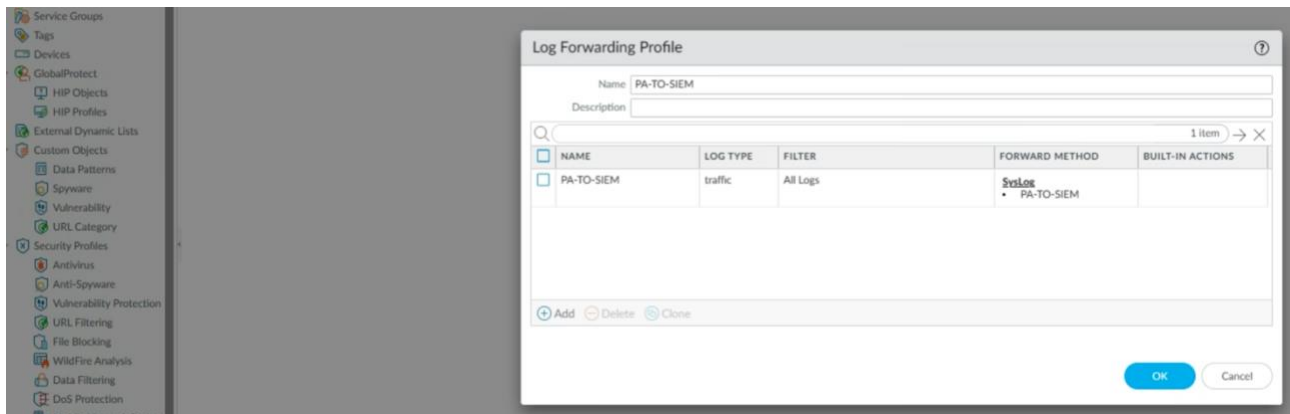 Service Groups
Tags
Devices
GlobalProtect
HIP Objects
HIP Profiles
External Dynamic Lists
Custom Objects
Data Patterns
Spyware
Vulnerability
URL Category
Security Profiles
Antivirus
Anti-Spyware
Vulnerability Protection
URL Filtering
File Blocking
WildFire Analysis
Data Filtering
DoS Protection
Log Forwarding Profile
Name PA-TO-SIEM
Description
1 item
NAME LOG TYPE FILTER FORWARD METHOD BUILT-IN ACTIONS
PA-TO-SIEM traffic All Logs SysLog
• PA-TO-SIEM
Add Delete Clone
OK Cancel